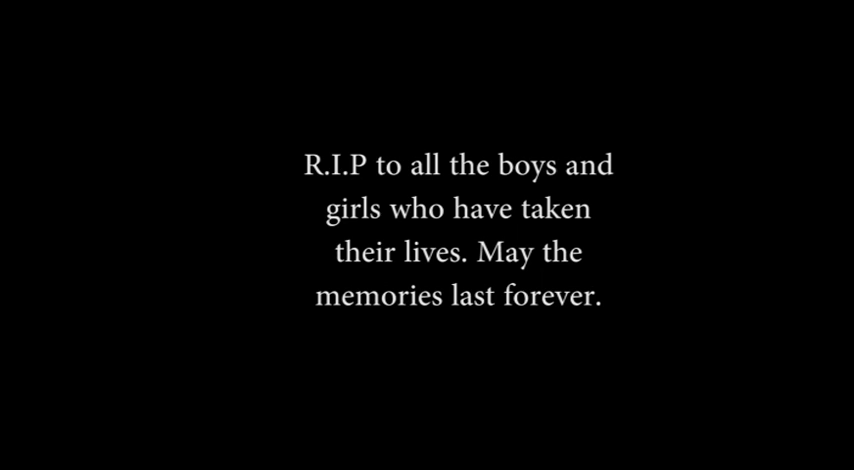 R.I.P to all the boys and
girls who have taken
their lives. May the
memories last forever.